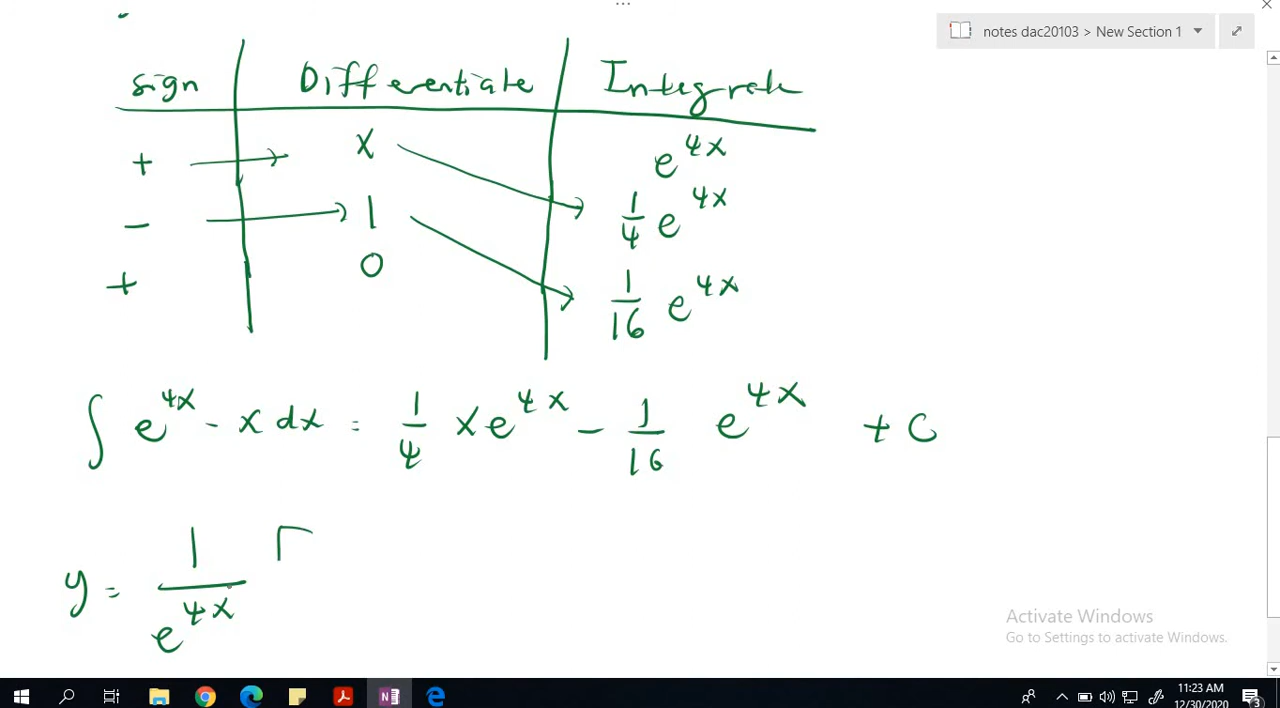 notes dac20103 > New Section 1
sign Differentiate Integrate
+ x e^{4x}
- 1 1/4 e^{4x}
+ 0
1/16 e^{4x}
∫ e^{4x} - x dx = 1/4 x e^{4x} - 1/16 e^{4x} + C
y = 1/e^{4x} [
Activate Windows
Go to Settings to activate Windows.
11:23 AM
12/30/2020
3